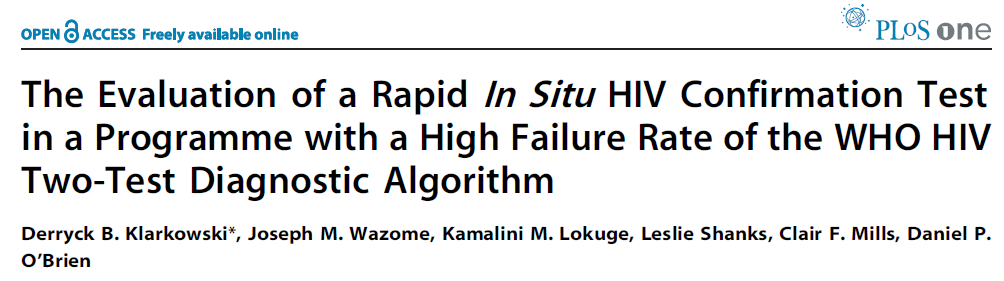 OPEN ACCESS Freely available online
PLoS one
The Evaluation of a Rapid In Situ HIV Confirmation Test
in a Programme with a High Failure Rate of the WHO HIV
Two-Test Diagnostic Algorithm
Derryck B. Klarkowski*, Joseph M. Wazome, Kamalini M. Lokuge, Leslie Shanks, Clair F. Mills, Daniel P.
O'Brien